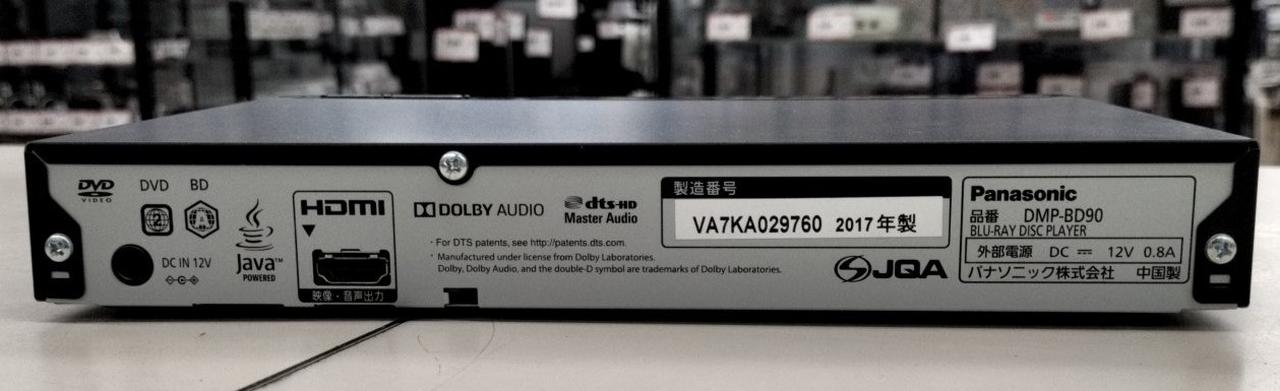 DVD
VIDEO
DVD BD
2
A
DC IN 12V
Java™
POWERED
HDMI
映像・音声出力
DOLBY AUDIO
dts-HD
Master Audio
・For DTS patents, see http://patents.dts.com.
・Manufactured under license from Dolby Laboratories.
Dolby, Dolby Audio, and the double-D symbol are trademarks of Dolby Laboratories.
製造番号
VA7KA029760 2017年製
JQA
Panasonic
品番 DMP-BD90
BLU-RAY DISC PLAYER
外部電源 DC ⎓ 12V 0.8A
パナソニック株式会社 中国製